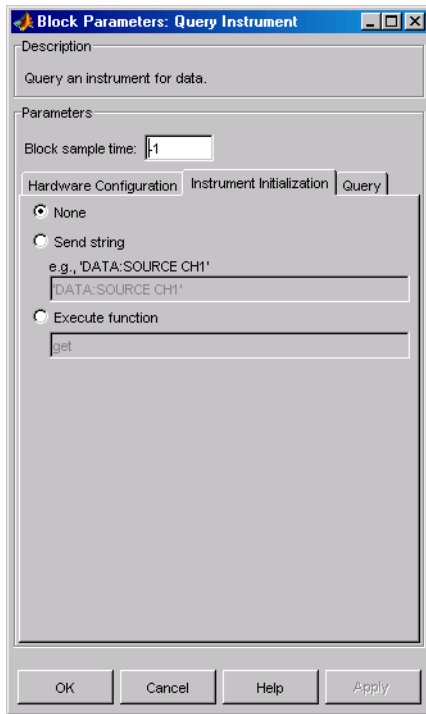 Block Parameters: Query Instrument
Description
Query an instrument for data.
Parameters
Block sample time: -1
Hardware Configuration Instrument Initialization Query
None
Send string
e.g., 'DATA:SOURCE CH1'
'DATA:SOURCE CH1'
Execute function
get
OK Cancel Help Apply